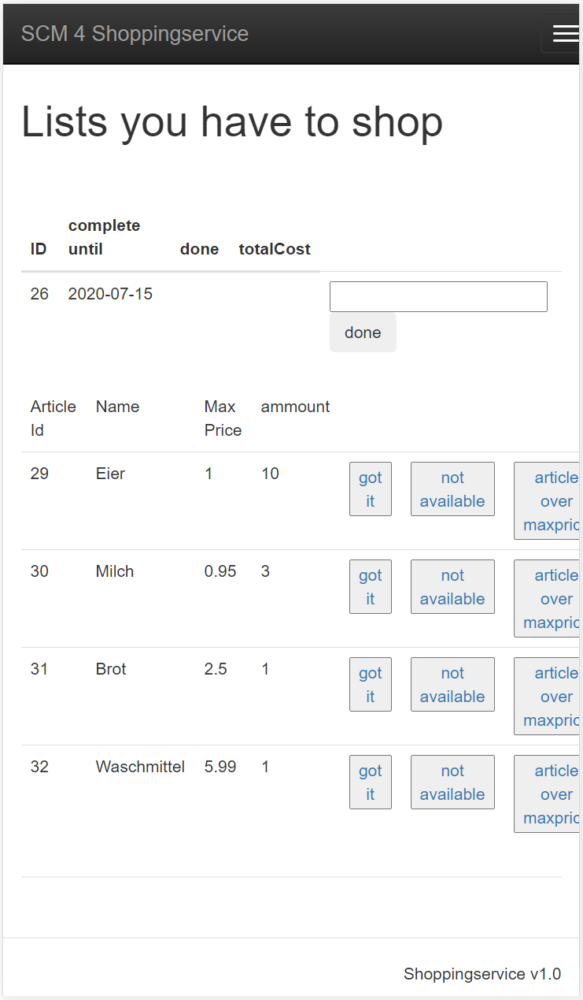 SCM 4 Shoppingservice
Lists you have to shop
ID complete until done totalCost
26 2020-07-15
done
Article Id Name Max Price ammount
29 Eier 1 10 got it not available article over maxpric
30 Milch 0.95 3 got it not available article over maxpric
31 Brot 2.5 1 got it not available article over maxpric
32 Waschmittel 5.99 1 got it not available article over maxpric
Shoppingservice v1.0